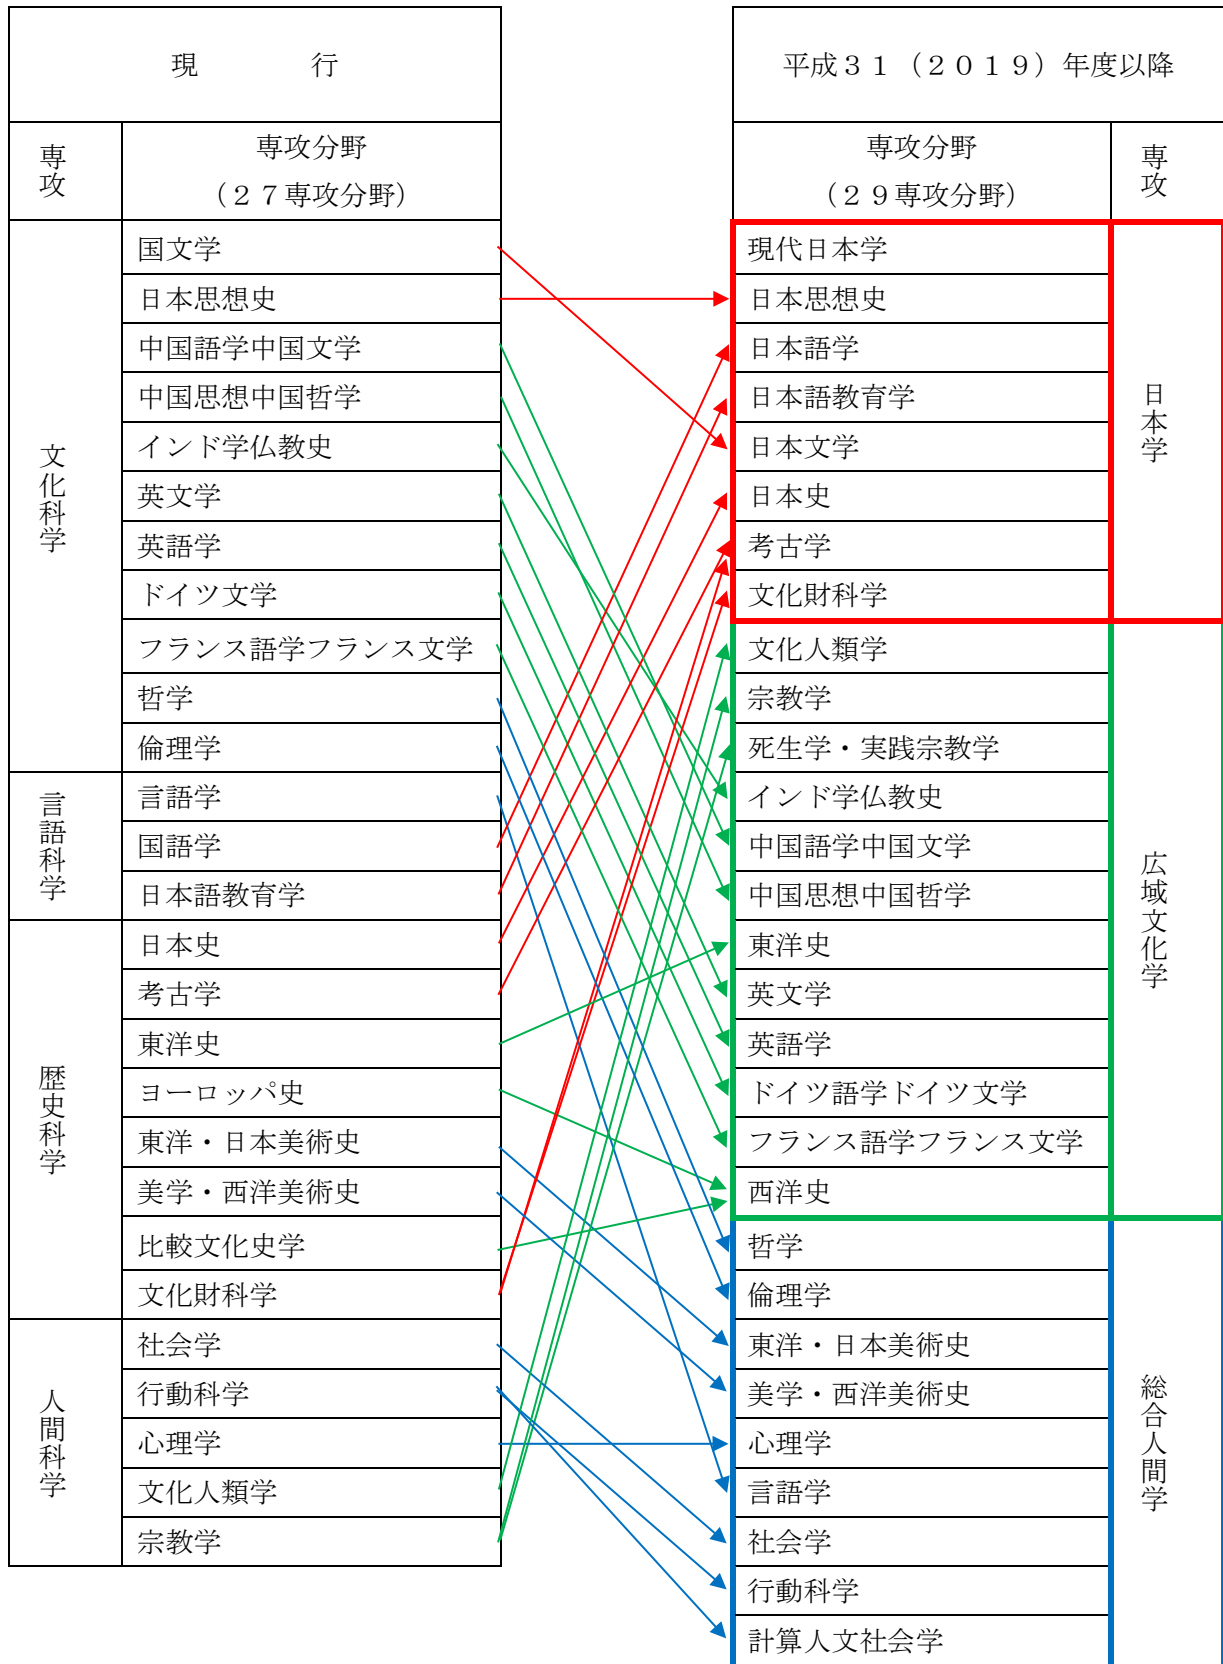 現　行
専攻
専攻分野
（２７専攻分野）
文化科学
国文学
日本思想史
中国語学中国文学
中国思想中国哲学
インド学仏教史
英文学
英語学
ドイツ文学
フランス語学フランス文学
哲学
倫理学
言語科学
言語学
国語学
日本語教育学
歴史科学
日本史
考古学
東洋史
ヨーロッパ史
東洋・日本美術史
美学・西洋美術史
比較文化史学
文化財科学
人間科学
社会学
行動科学
心理学
文化人類学
宗教学
平成３１（２０１９）年度以降
専攻分野
（２９専攻分野）
専攻
現代日本学
日本思想史
日本語学
日本語教育学
日本文学
日本史
考古学
文化財科学
日本学
文化人類学
宗教学
死生学・実践宗教学
インド学仏教史
中国語学中国文学
中国思想中国哲学
東洋史
英文学
英語学
ドイツ語学ドイツ文学
フランス語学フランス文学
西洋史
広域文化学
哲学
倫理学
東洋・日本美術史
美学・西洋美術史
心理学
言語学
社会学
行動科学
計算人文社会学
総合人間学